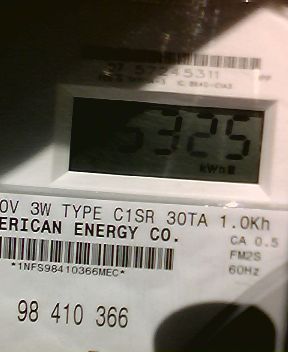 5325
kWh
0V 3W TYPE C1SR 30TA 1.0Kh
ERICAN ENERGY CO.
CA 0.5
*1NFS98410366MEC*
FM2S
60Hz
98 410 366